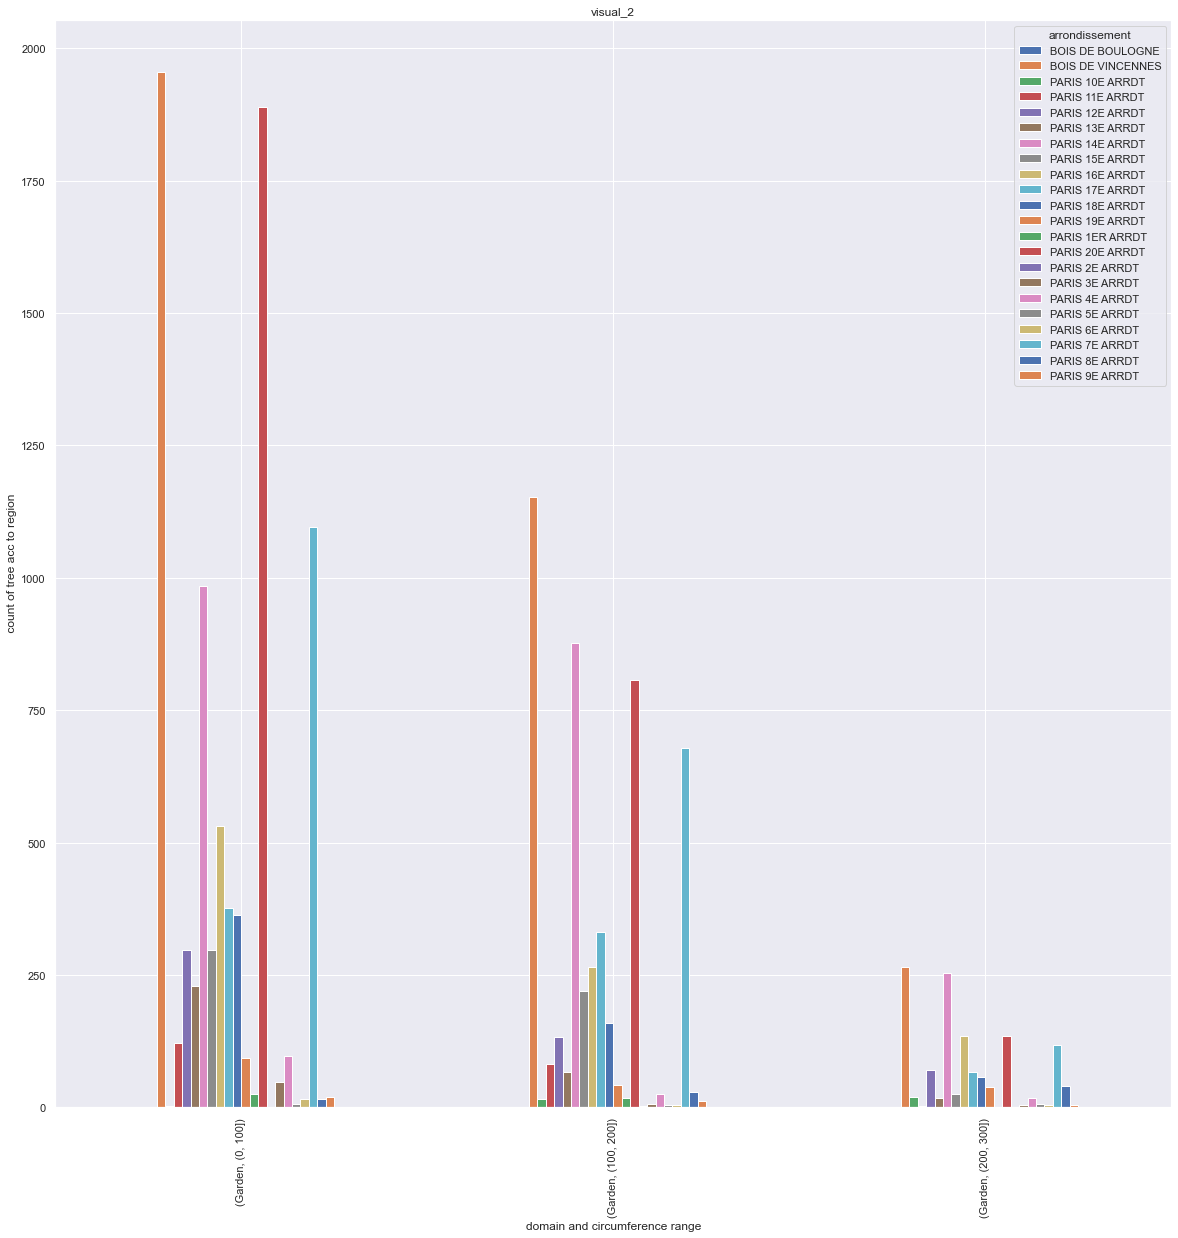 visual_2
arrondissement
BOIS DE BOULOGNE
BOIS DE VINCENNES
PARIS 10E ARRDT
PARIS 11E ARRDT
PARIS 12E ARRDT
PARIS 13E ARRDT
PARIS 14E ARRDT
PARIS 15E ARRDT
PARIS 16E ARRDT
PARIS 17E ARRDT
PARIS 18E ARRDT
PARIS 19E ARRDT
PARIS 1ER ARRDT
PARIS 20E ARRDT
PARIS 2E ARRDT
PARIS 3E ARRDT
PARIS 4E ARRDT
PARIS 5E ARRDT
PARIS 6E ARRDT
PARIS 7E ARRDT
PARIS 8E ARRDT
PARIS 9E ARRDT
2000
1750
1500
1250
1000
750
500
250
0
count of tree acc to region
(Garden, (0, 100])
(Garden, (100, 200])
(Garden, (200, 300])
domain and circumference range